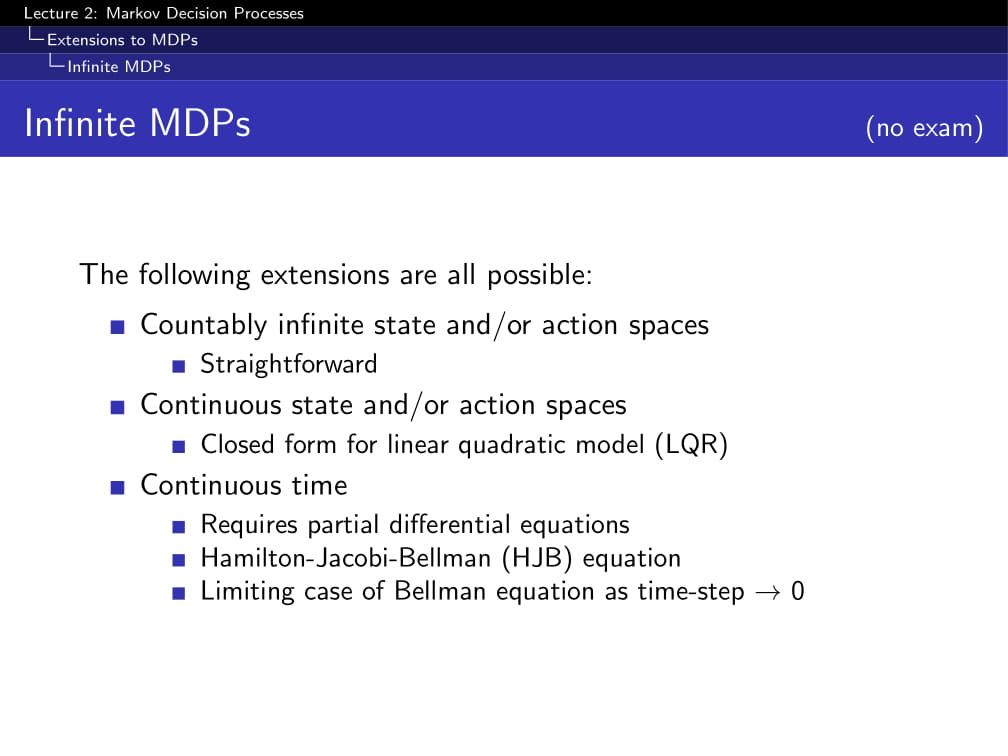 Lecture 2: Markov Decision Processes
Extensions to MDPs
Infinite MDPs
Infinite MDPs (no exam)
The following extensions are all possible:
Countably infinite state and/or action spaces
Straightforward
Continuous state and/or action spaces
Closed form for linear quadratic model (LQR)
Continuous time
Requires partial differential equations
Hamilton-Jacobi-Bellman (HJB) equation
Limiting case of Bellman equation as time-step → 0